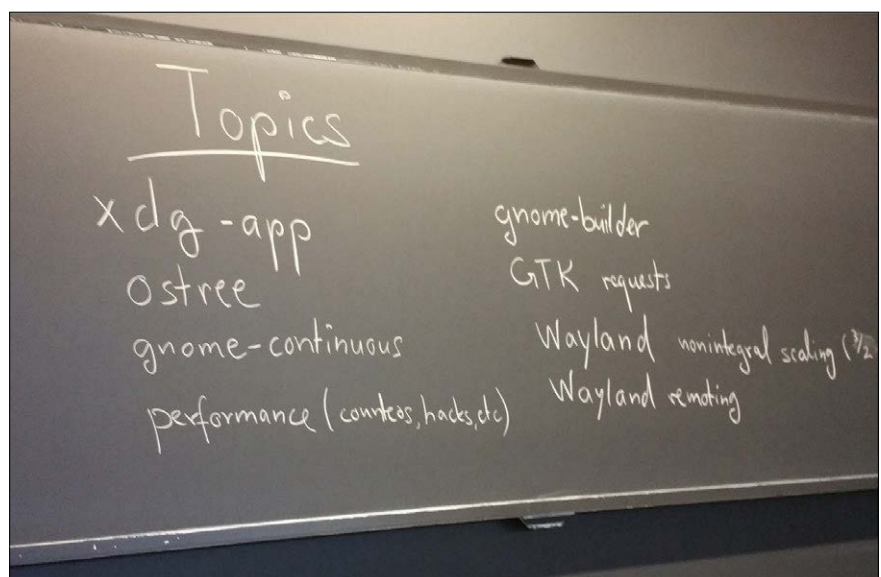 Topics
xdg-app
ostree
gnome-continuous
performance (counteos, hacks, etc)
gnome-builder
GTK requests
Wayland nonintegral scaling (3/2
Wayland remoting